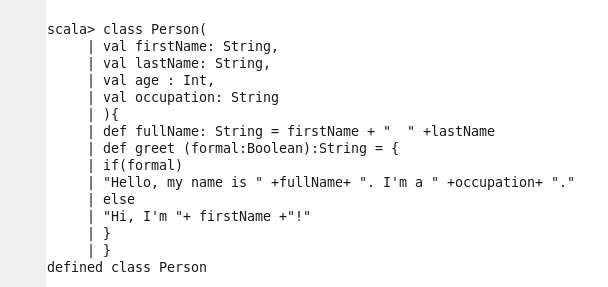 scala> class Person(
     | val firstName: String,
     | val lastName: String,
     | val age : Int,
     | val occupation: String
     | ){
     | def fullName: String = firstName + "  " +lastName
     | def greet (formal:Boolean):String = {
     | if(formal)
     | "Hello, my name is " +fullName+ ". I'm a " +occupation+ "."
     | else
     | "Hi, I'm "+ firstName +"!"
     | }
     | }
defined class Person